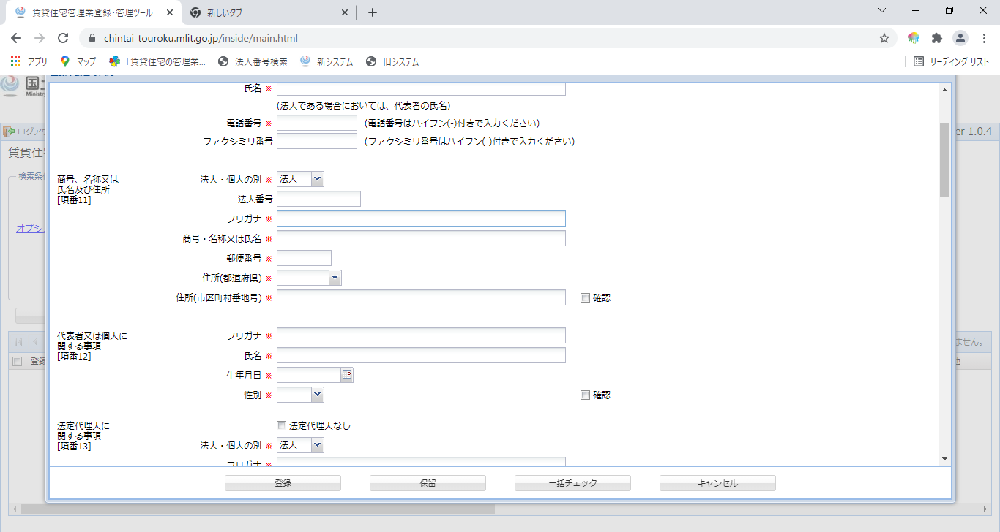 賃貸住宅管理業登録・管理ツール
新しいタブ
chintai-touroku.mlit.go.jp/inside/main.html
アプリ
マップ
「賃貸住宅の管理業...
法人番号検索
新システム
旧システム
リーディング リスト
Ministry
ログアウ
er 1.0.4
賃貸住
検索条
オプシ
氏名 ※
(法人である場合においては、代表者の氏名)
電話番号 ※ (電話番号はハイフン(-)付きで入力ください)
ファクシミリ番号 (ファクシミリ番号はハイフン(-)付きで入力ください)
商号、名称又は
氏名及び住所
[項番11]
法人・個人の別 ※ 法人
法人番号
フリガナ ※
商号・名称又は氏名 ※
郵便番号 ※
住所(都道府県) ※
住所(市区町村番地号) ※ 確認
代表者又は個人に
関する事項
[項番12]
フリガナ ※
氏名 ※
生年月日 ※
性別 ※ 確認
法定代理人に
関する事項
[項番13]
法定代理人なし
法人・個人の別 ※ 法人
フリガナ ※
ません。
登録
登録
保留
一括チェック
キャンセル